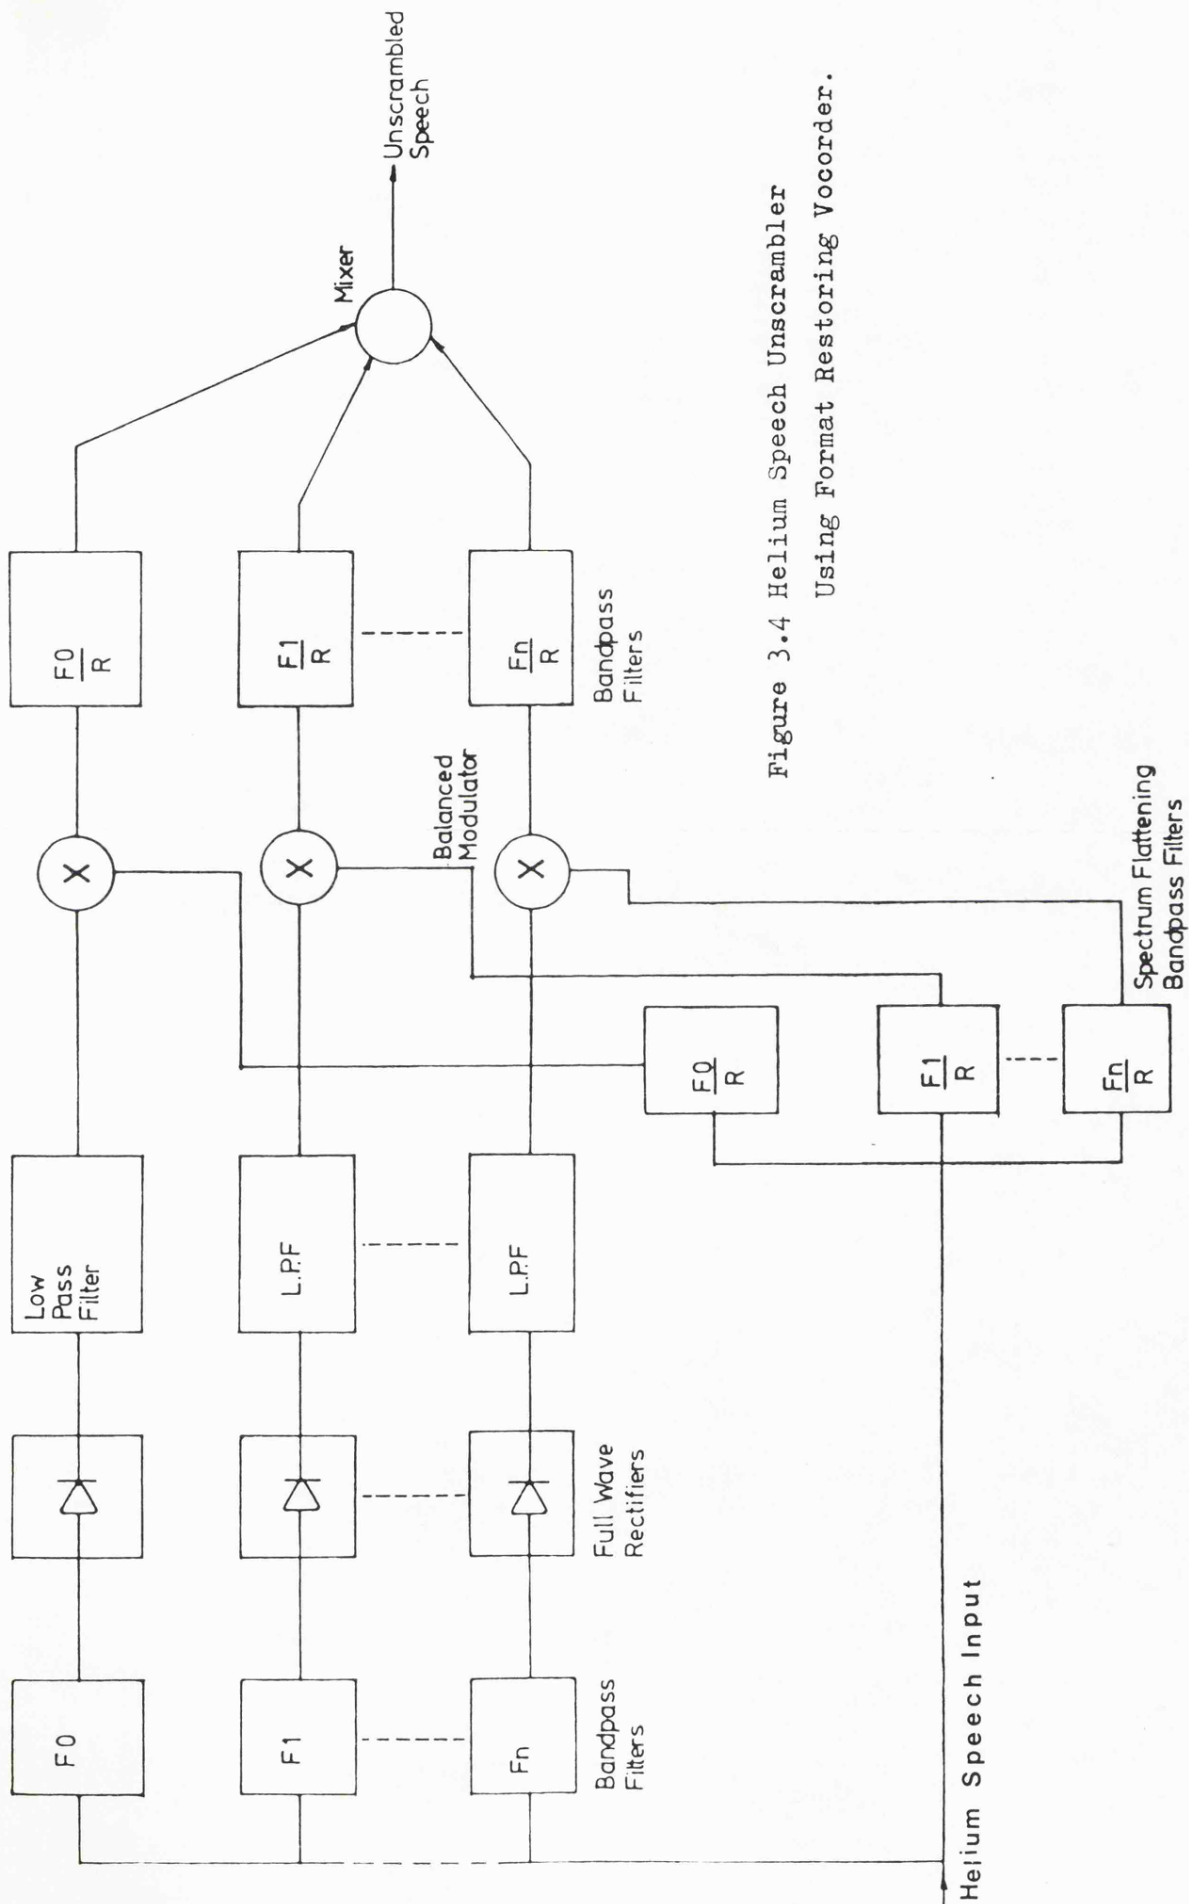 F0
Low
Pass
Filter
X
F0
R
Mixer
Unscrambled
Speech
F1
L.P.F
X
F1
R
Balanced
Modulator
Fn
L.P.F
X
Fn
R
Bandpass
Filters
Full Wave
Rectifiers
Bandpass
Filters
F0
R
F1
R
Fn
R
Spectrum Flattening
Bandpass Filters
Helium Speech Input
Figure 3.4 Helium Speech Unscrambler
Using Format Restoring Vocorder.